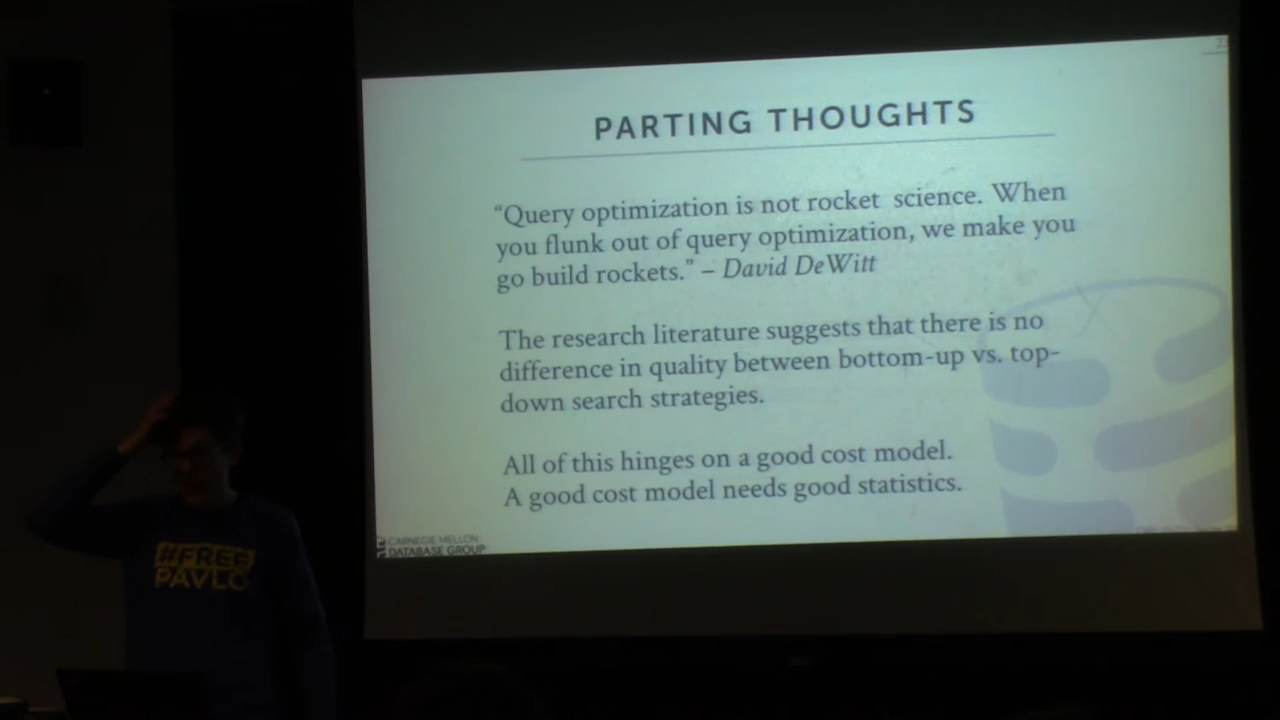 PARTING THOUGHTS
“Query optimization is not rocket science. When
you flunk out of query optimization, we make you
go build rockets.” – David DeWitt
The research literature suggests that there is no
difference in quality between bottom-up vs. top-
down search strategies.
All of this hinges on a good cost model.
A good cost model needs good statistics.
CARNEGIE MELLON
DATABASE GROUP
#FREE
PAVLO